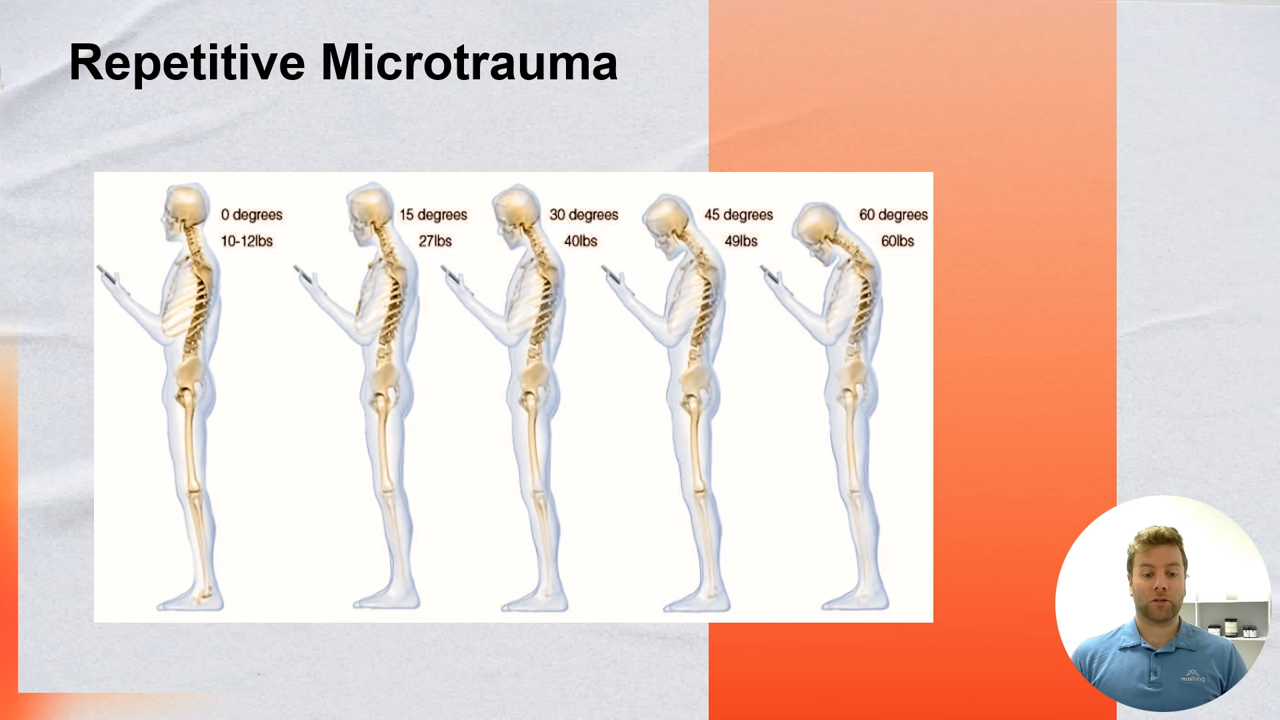 Repetitive Microtrauma
0 degrees
10-12lbs
15 degrees
27lbs
30 degrees
40lbs
45 degrees
49lbs
60 degrees
60lbs